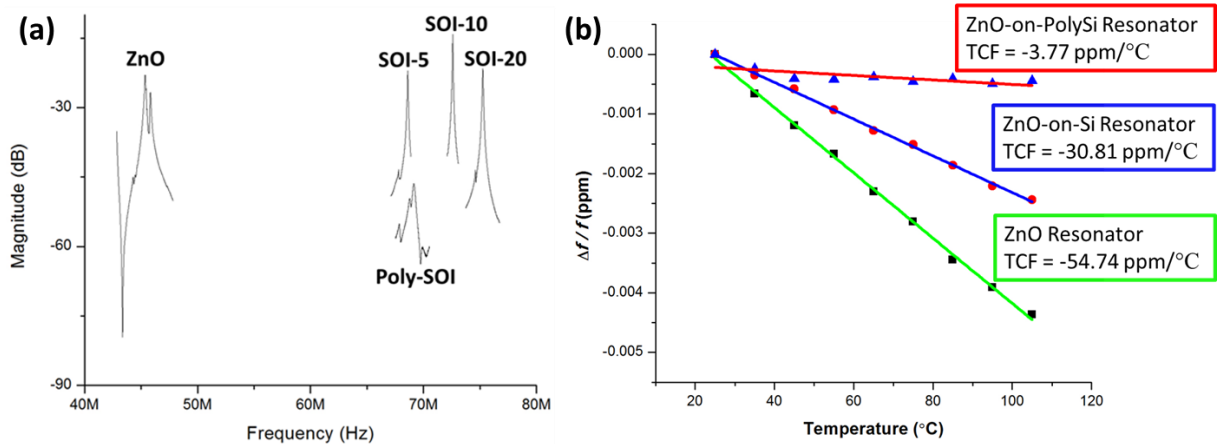 (a)
SOI-10
ZnO
SOI-5
SOI-20
Poly-SOI
Magnitude (dB)
-30
-60
-90
40M
50M
60M
70M
80M
Frequency (Hz)
(b)
ZnO-on-PolySi Resonator
TCF = -3.77 ppm/°C
ZnO-on-Si Resonator
TCF = -30.81 ppm/°C
ZnO Resonator
TCF = -54.74 ppm/°C
Δf / f (ppm)
0.000
-0.001
-0.002
-0.003
-0.004
-0.005
20
40
60
80
100
120
Temperature (°C)